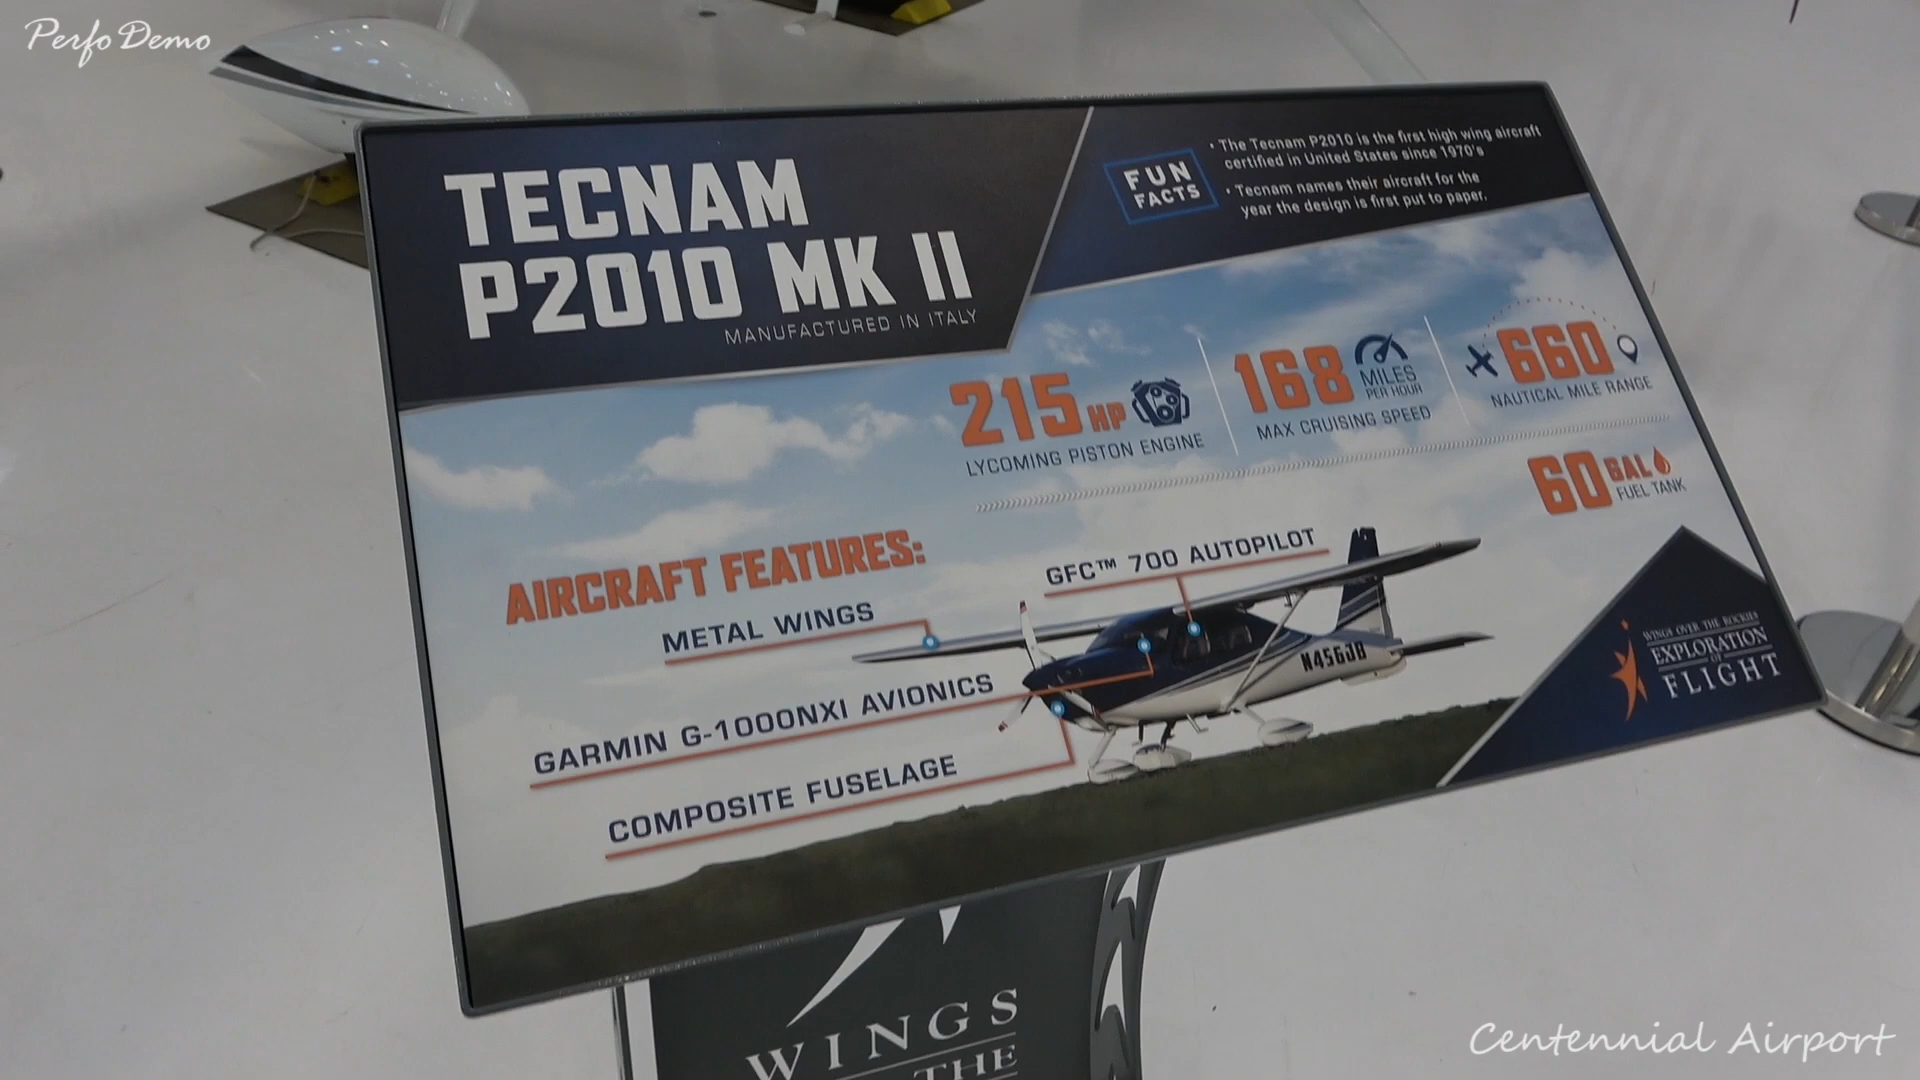 Perfo Demo
TECNAM
P2010 MK II
MANUFACTURED IN ITALY
FUN
FACTS
• The Tecnam P2010 is the first high wing aircraft
certified in United States since 1970's
• Tecnam names their aircraft for the
year the design is first put to paper.
215 HP
LYCOMING PISTON ENGINE
168 MILES
PER HOUR
MAX CRUISING SPEED
660
NAUTICAL MILE RANGE
60 GAL
FUEL TANK
AIRCRAFT FEATURES:
GFC™ 700 AUTOPILOT
METAL WINGS
GARMIN G-1000NXI AVIONICS
COMPOSITE FUSELAGE
N456JB
WINGS OVER THE ROCKIES
EXPLORATION
OF
FLIGHT
WINGS
THE
Centennial Airport